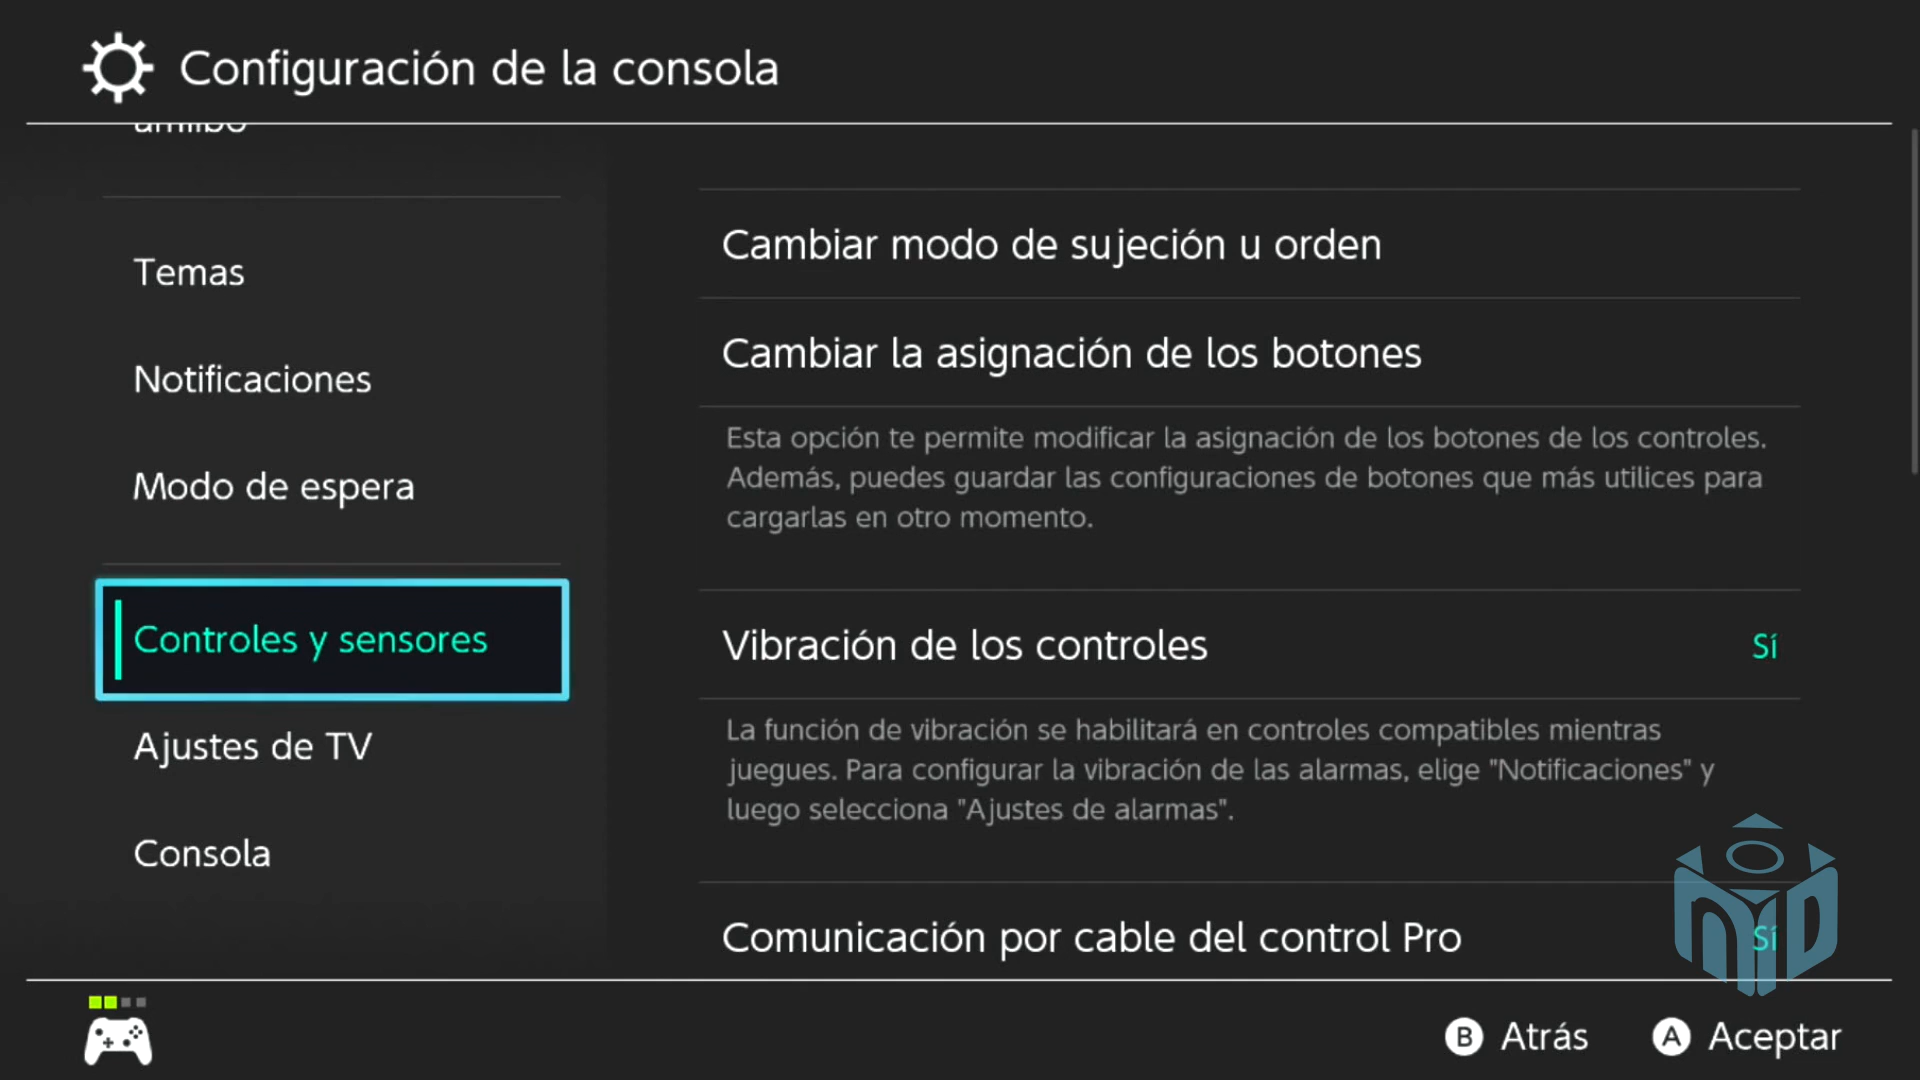 Configuración de la consola
amiibo
Temas
Notificaciones
Modo de espera
Controles y sensores
Ajustes de TV
Consola
Cambiar modo de sujeción u orden
Cambiar la asignación de los botones
Esta opción te permite modificar la asignación de los botones de los controles.
Además, puedes guardar las configuraciones de botones que más utilices para
cargarlas en otro momento.
Vibración de los controles Sí
La función de vibración se habilitará en controles compatibles mientras
juegues. Para configurar la vibración de las alarmas, elige "Notificaciones" y
luego selecciona "Ajustes de alarmas".
Comunicación por cable del control Pro Sí
B Atrás A Aceptar